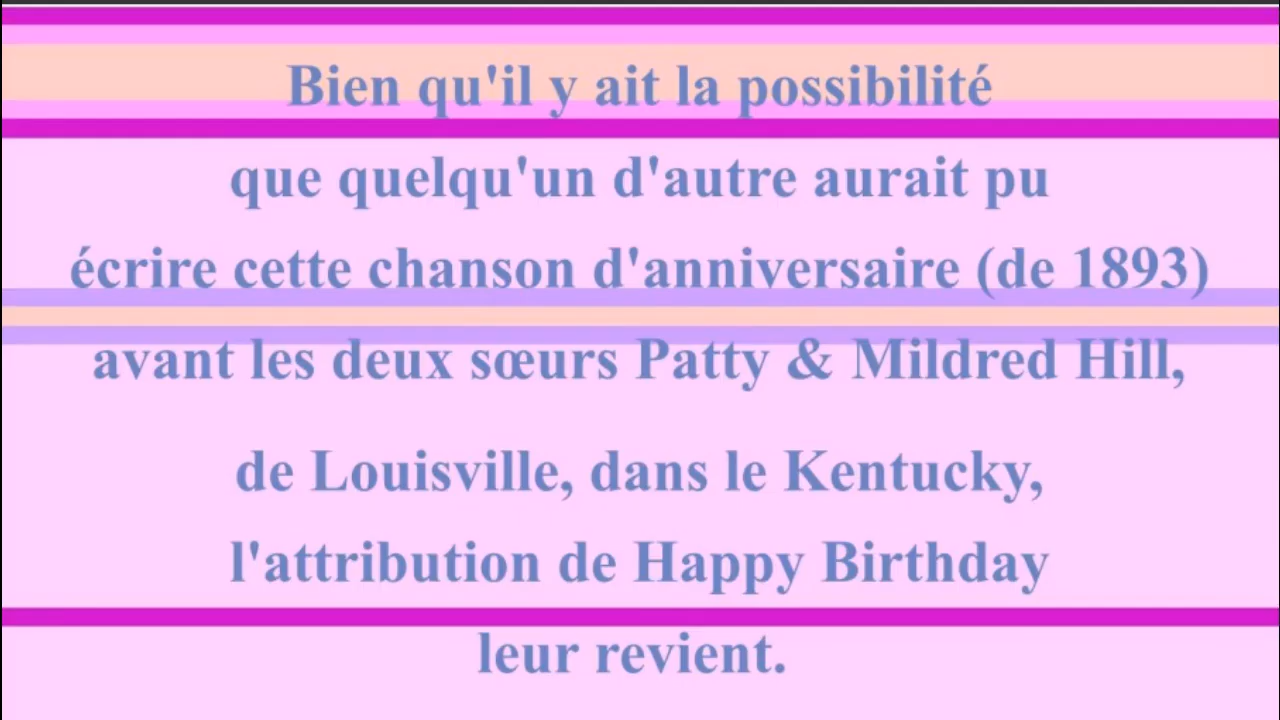 Bien qu'il y ait la possibilité
que quelqu'un d'autre aurait pu
écrire cette chanson d'anniversaire (de 1893)
avant les deux sœurs Patty & Mildred Hill,
de Louisville, dans le Kentucky,
l'attribution de Happy Birthday
leur revient.